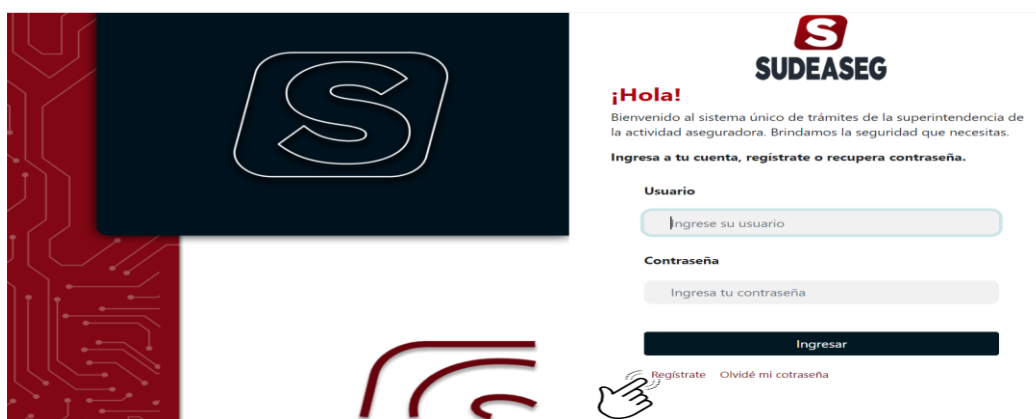 S
S
SUDEASEG
¡Hola!
Bienvenido al sistema único de trámites de la superintendencia de
la actividad aseguradora. Brindamos la seguridad que necesitas.
Ingresa a tu cuenta, regístrate o recupera contraseña.
Usuario
Ingrese su usuario
Contraseña
Ingresa tu contraseña
Ingresar
Regístrate Olvidé mi cotraseña